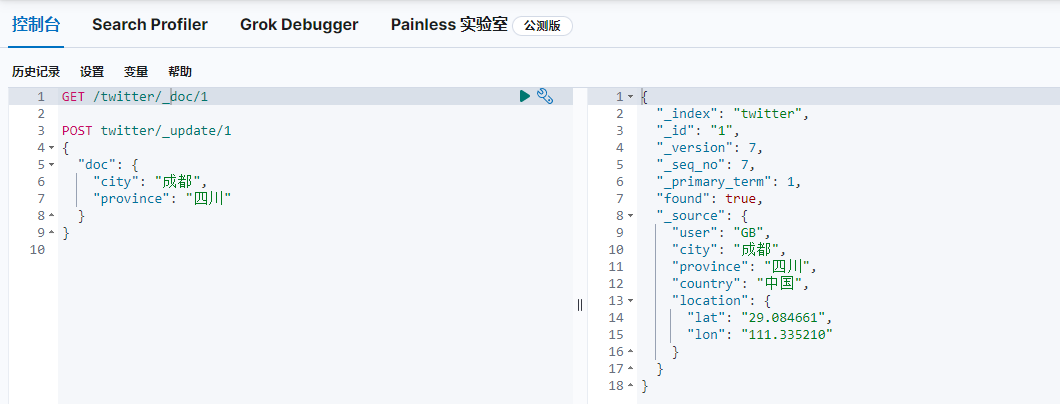 控制台 Search Profiler Grok Debugger Painless 实验室 公测版
历史记录 设置 变量 帮助
1 GET /twitter/_doc/1
2
3 POST twitter/_update/1
4 {
5 "doc": {
6 "city": "成都",
7 "province": "四川"
8 }
9 }
10
1 {
2 "_index": "twitter",
3 "_id": "1",
4 "_version": 7,
5 "_seq_no": 7,
6 "_primary_term": 1,
7 "found": true,
8 "_source": {
9 "user": "GB",
10 "city": "成都",
11 "province": "四川",
12 "country": "中国",
13 "location": {
14 "lat": "29.084661",
15 "lon": "111.335210"
16 }
17 }
18 }